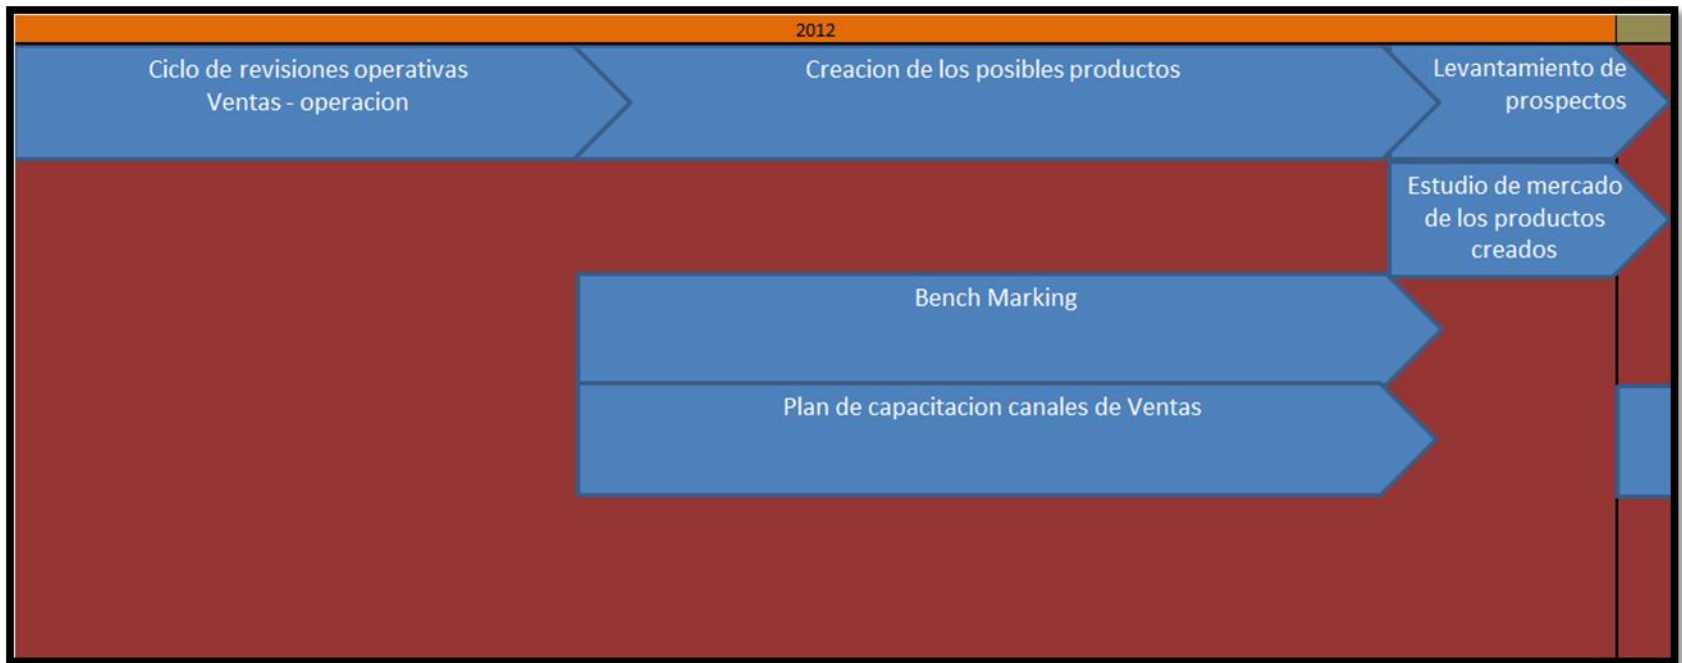 2012
Ciclo de revisiones operativas
Ventas - operacion
Creacion de los posibles productos
Levantamiento de
prospectos
Estudio de mercado
de los productos
creados
Bench Marking
Plan de capacitacion canales de Ventas